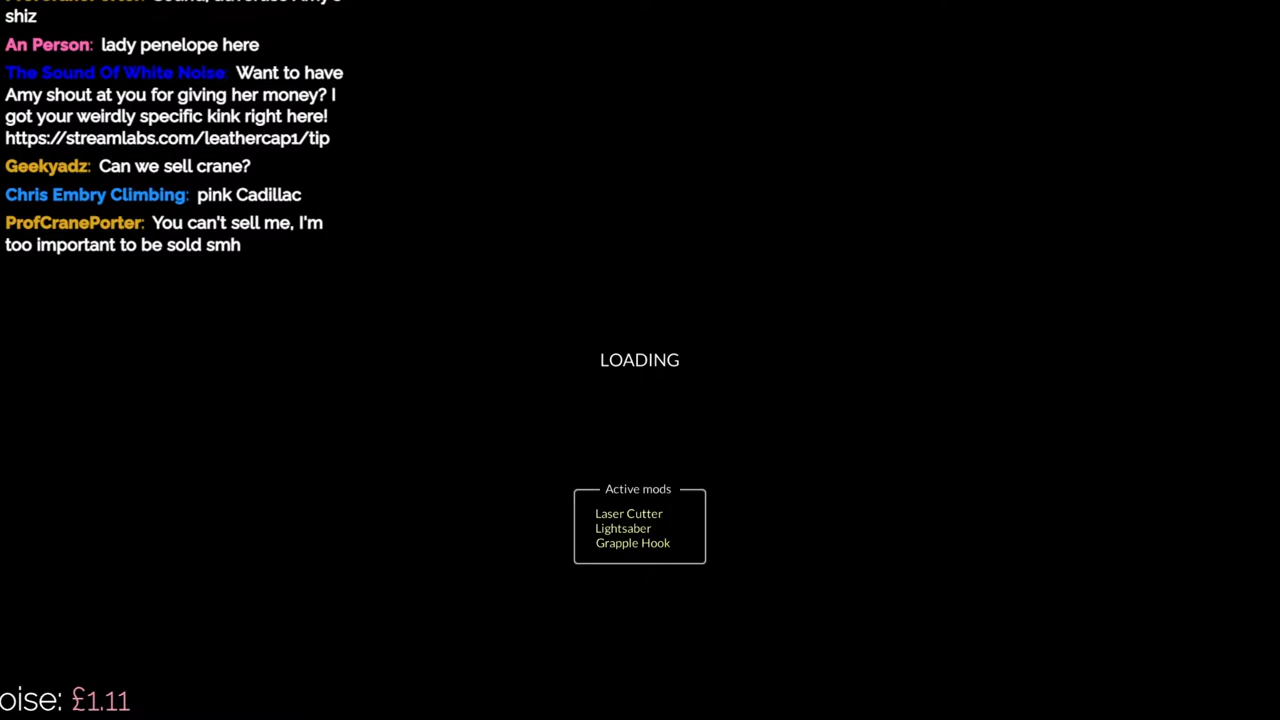 shiz
An Person: lady penelope here
The Sound Of White Noise: Want to have
Amy shout at you for giving her money? I
got your weirdly specific kink right here!
https://streamlabs.com/leathercap1/tip
Geekyadz: Can we sell crane?
Chris Embry Climbing: pink Cadillac
ProfCranePorter: You can't sell me, I'm
too important to be sold smh
LOADING
Active mods
Laser Cutter
Lightsaber
Grapple Hook
oise: £1.11